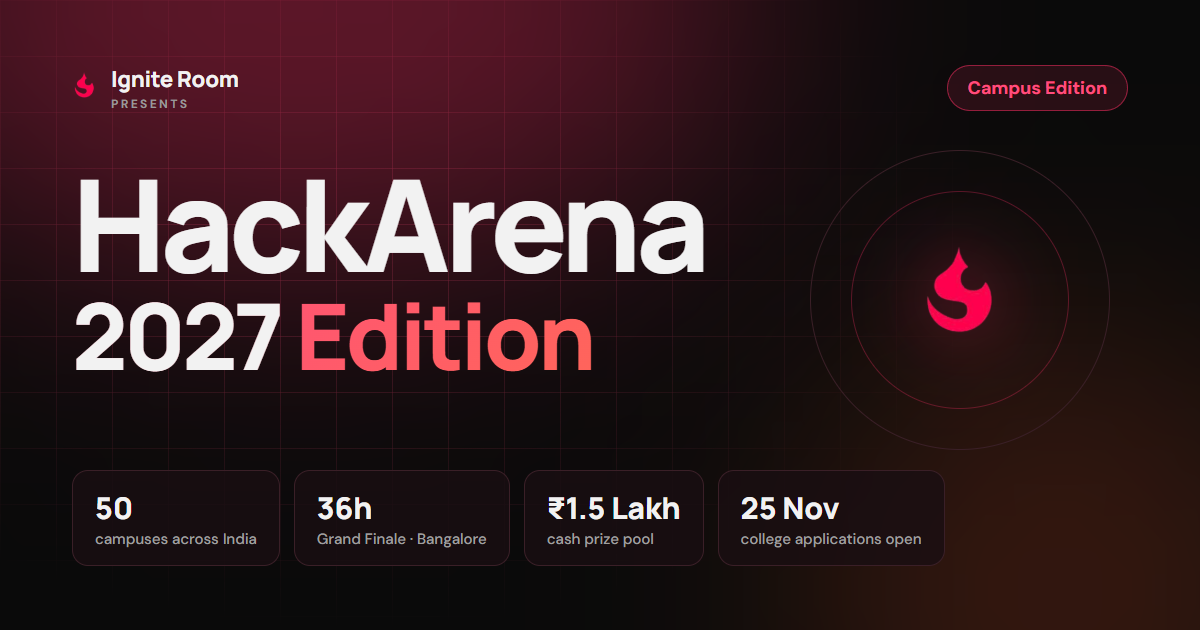 Ignite Room
PRESENTS
Campus Edition
HackArena
2027 Edition
50
campuses across India
36h
Grand Finale · Bangalore
₹1.5 Lakh
cash prize pool
25 Nov
college applications open